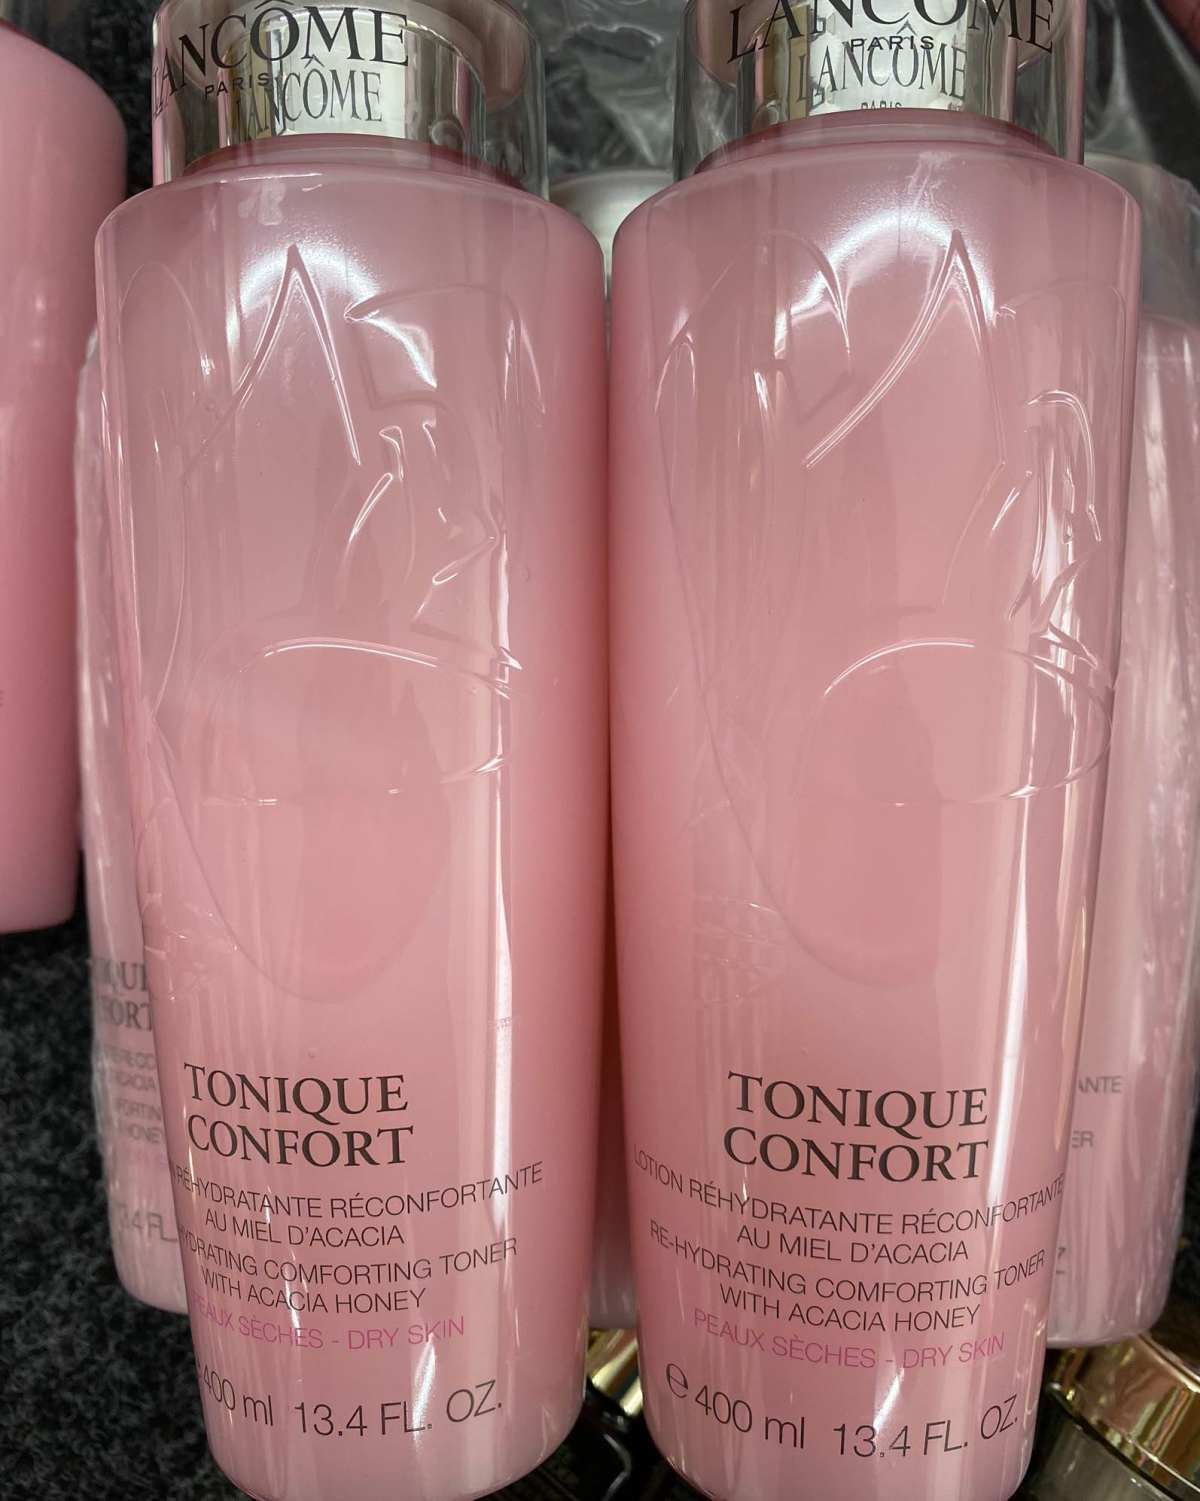 LANCÔME
PARIS
LANCÔME
TONIQUE
CONFORT
RÉHYDRATANTE RÉCONFORTANTE
AU MIEL D'ACACIA
HYDRATING COMFORTING TONER
WITH ACACIA HONEY
PEAUX SÈCHES - DRY SKIN
400 ml 13.4 FL. OZ.
LANCÔME
PARIS
LANCÔME
PARIS
TONIQUE
CONFORT
LOTION RÉHYDRATANTE RÉCONFORTANTE
AU MIEL D'ACACIA
RE-HYDRATING COMFORTING TONER
WITH ACACIA HONEY
PEAUX SÈCHES - DRY SKIN
e 400 ml 13.4 FL. OZ.